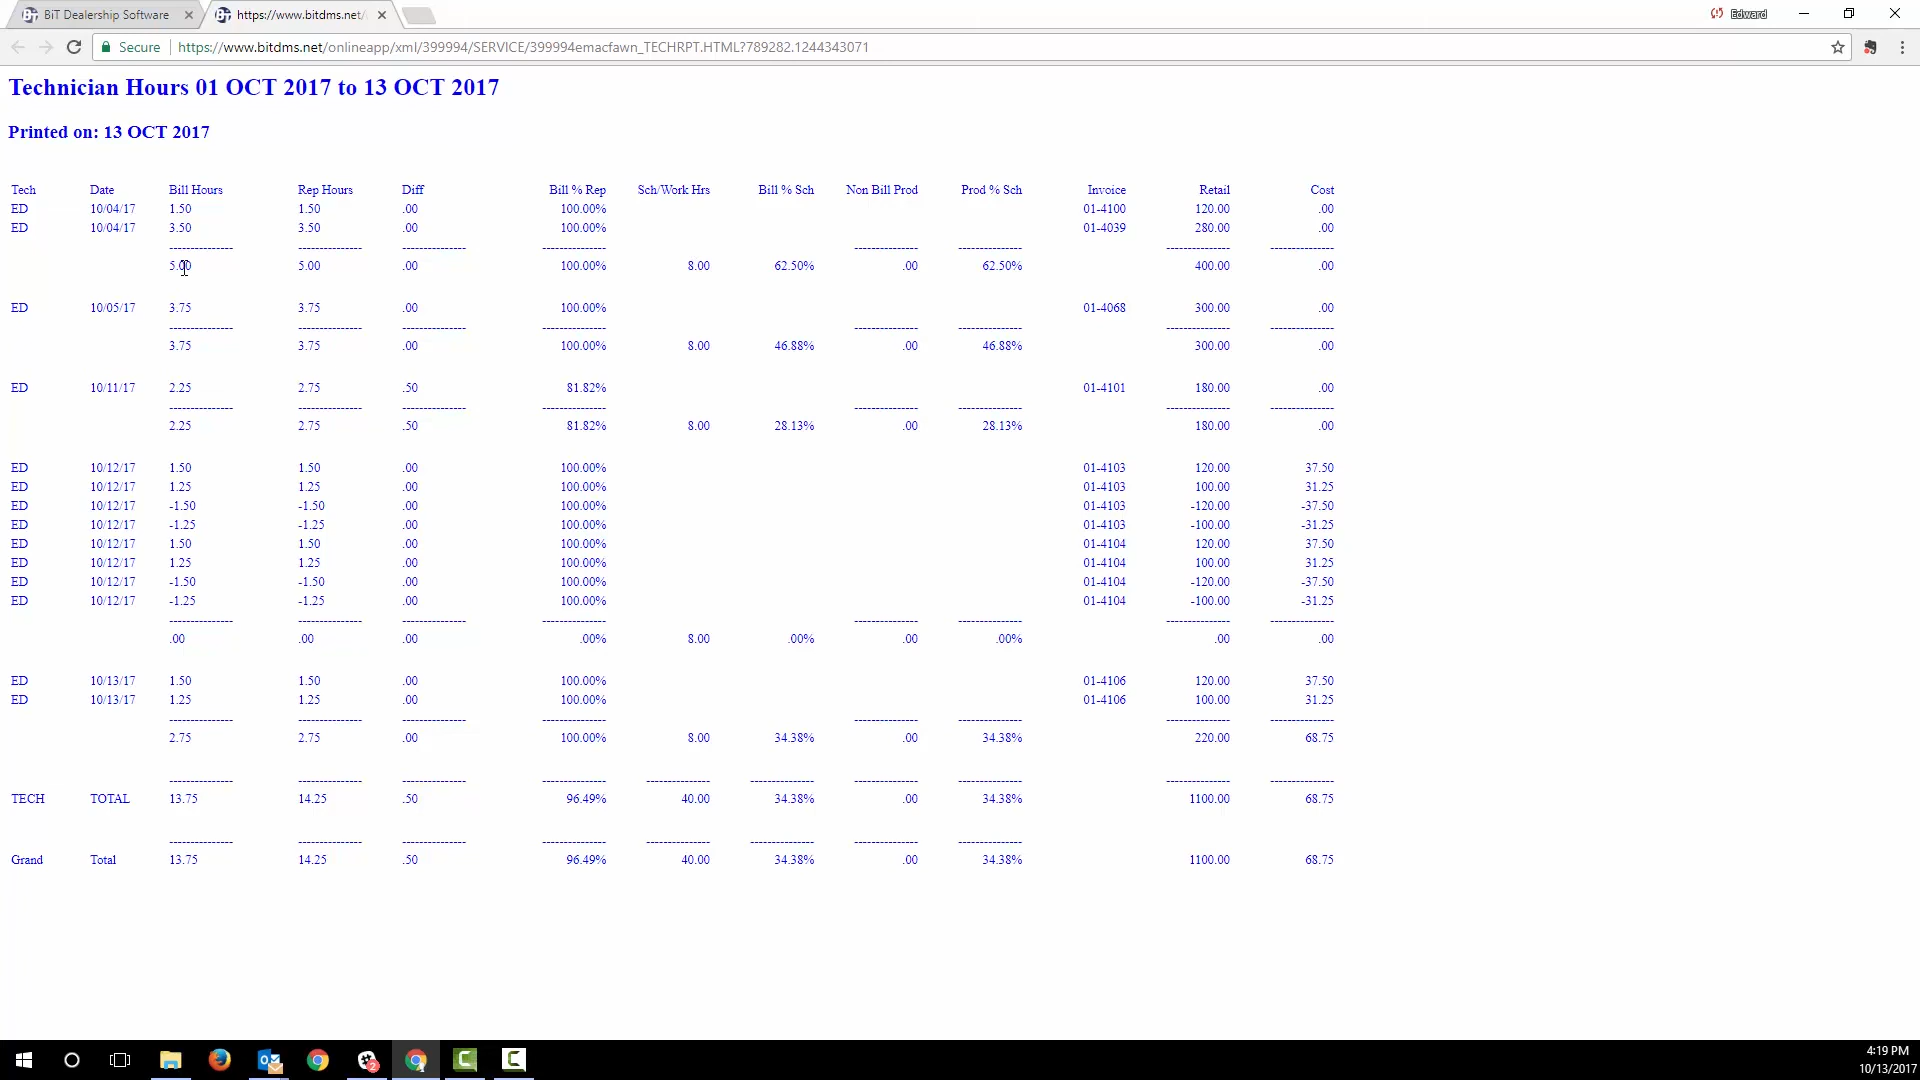 BiT Dealership Software
https://www.bitdms.net/
Edward
Secure | https://www.bitdms.net/onlineapp/xml/399994/SERVICE/399994emacfawn_TECHRPT.HTML?789282.1244343071
Technician Hours 01 OCT 2017 to 13 OCT 2017
Printed on: 13 OCT 2017
Tech Date Bill Hours Rep Hours Diff Bill % Rep Sch/Work Hrs Bill % Sch Non Bill Prod Prod % Sch Invoice Retail Cost
ED 10/04/17 1.50 1.50 .00 100.00% 01-4100 120.00 .00
ED 10/04/17 3.50 3.50 .00 100.00% 01-4039 280.00 .00
5.00 5.00 .00 100.00% 8.00 62.50% .00 62.50% 400.00 .00
ED 10/05/17 3.75 3.75 .00 100.00% 01-4068 300.00 .00
3.75 3.75 .00 100.00% 8.00 46.88% .00 46.88% 300.00 .00
ED 10/11/17 2.25 2.75 .50 81.82% 01-4101 180.00 .00
2.25 2.75 .50 81.82% 8.00 28.13% .00 28.13% 180.00 .00
ED 10/12/17 1.50 1.50 .00 100.00% 01-4103 120.00 37.50
ED 10/12/17 1.25 1.25 .00 100.00% 01-4103 100.00 31.25
ED 10/12/17 -1.50 -1.50 .00 100.00% 01-4103 -120.00 -37.50
ED 10/12/17 -1.25 -1.25 .00 100.00% 01-4103 -100.00 -31.25
ED 10/12/17 1.50 1.50 .00 100.00% 01-4104 120.00 37.50
ED 10/12/17 1.25 1.25 .00 100.00% 01-4104 100.00 31.25
ED 10/12/17 -1.50 -1.50 .00 100.00% 01-4104 -120.00 -37.50
ED 10/12/17 -1.25 -1.25 .00 100.00% 01-4104 -100.00 -31.25
.00 .00 .00 .00% 8.00 .00% .00 .00% .00 .00
ED 10/13/17 1.50 1.50 .00 100.00% 01-4106 120.00 37.50
ED 10/13/17 1.25 1.25 .00 100.00% 01-4106 100.00 31.25
2.75 2.75 .00 100.00% 8.00 34.38% .00 34.38% 220.00 68.75
TECH TOTAL 13.75 14.25 .50 96.49% 40.00 34.38% .00 34.38% 1100.00 68.75
Grand Total 13.75 14.25 .50 96.49% 40.00 34.38% .00 34.38% 1100.00 68.75
4:19 PM
10/13/2017